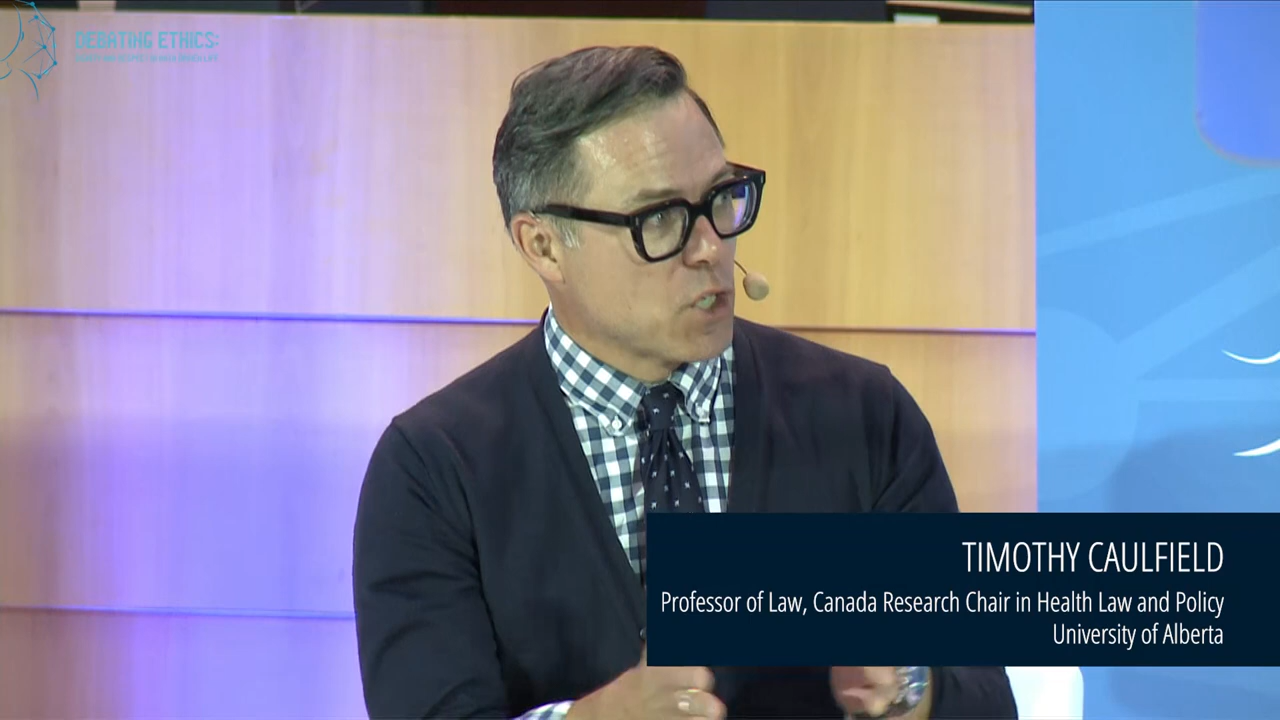 DEBATING ETHICS:
TIMOTHY CAULFIELD
Professor of Law, Canada Research Chair in Health Law and Policy
University of Alberta